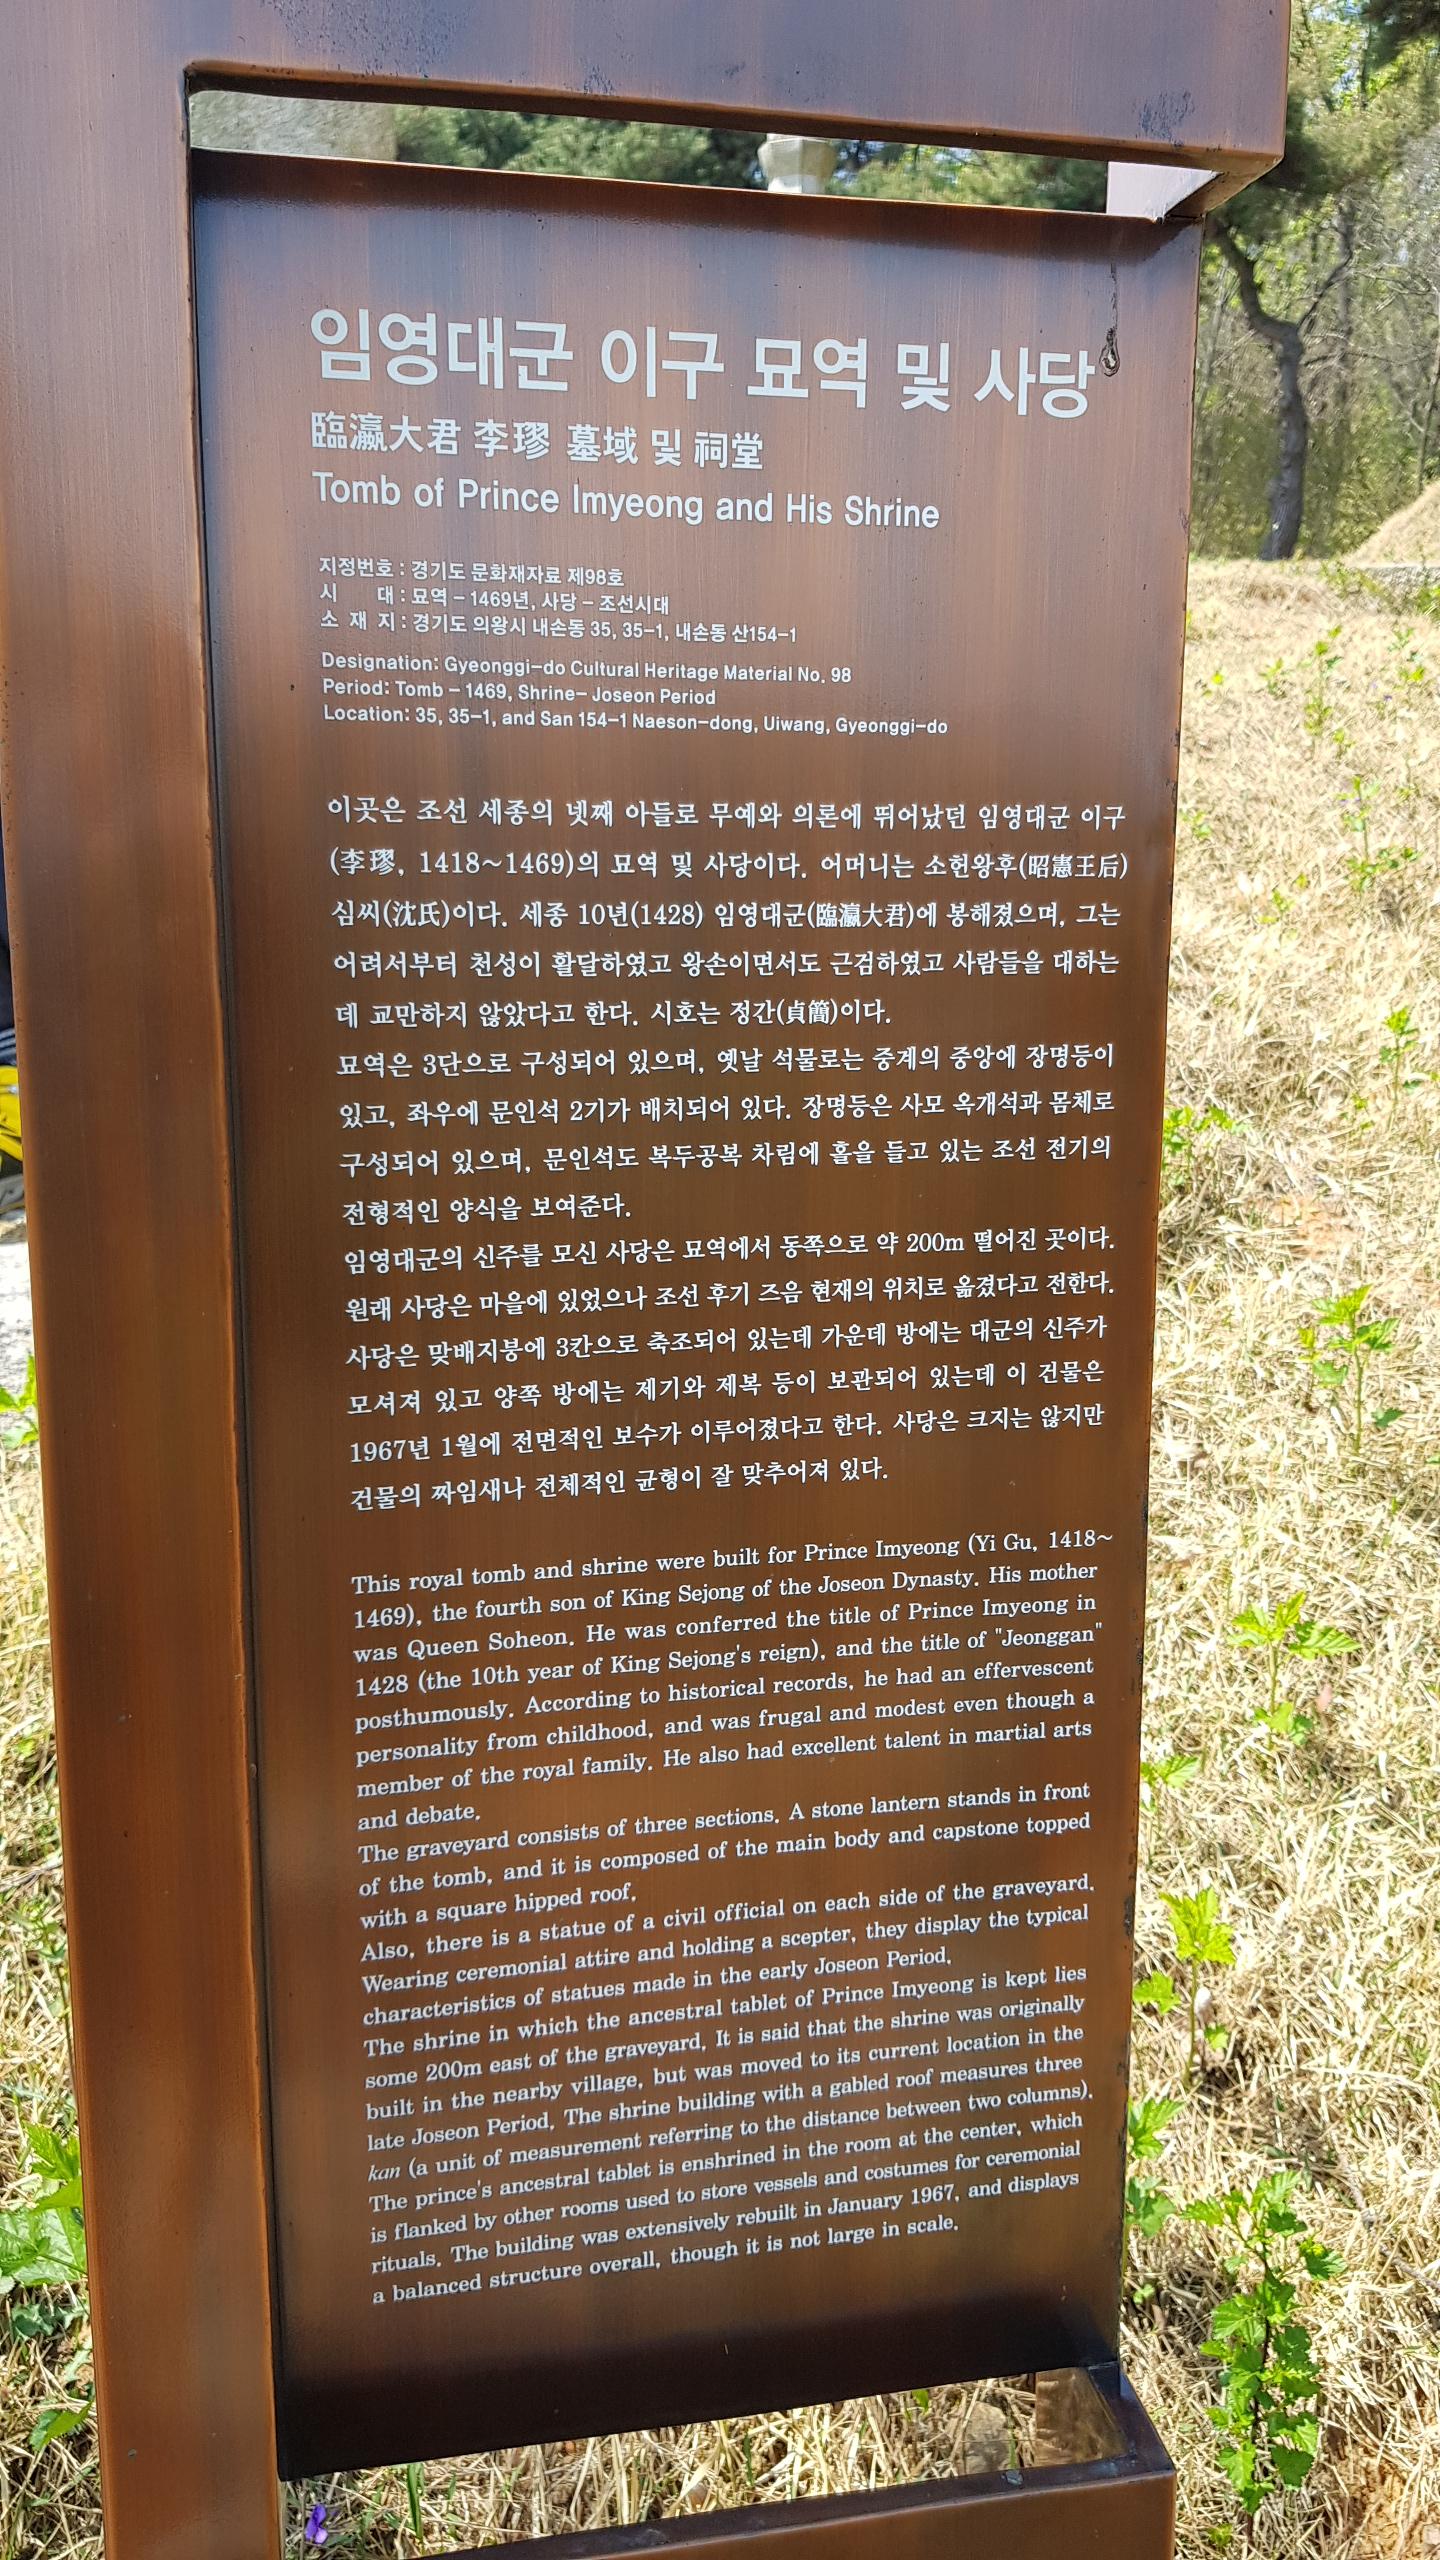 임영대군 이구 묘역 및 사당
臨瀛大君 李璆 墓域 및 祠堂
Tomb of Prince Imyeong and His Shrine
지정번호 : 경기도 문화재자료 제98호
시 대 : 묘역 - 1469년, 사당 - 조선시대
소 재 지 : 경기도 의왕시 내손동 35, 35-1, 내손동 산154-1
Designation: Gyeonggi-do Cultural Heritage Material No. 98
Period: Tomb - 1469, Shrine- Joseon Period
Location: 35, 35-1, and San 154-1 Naeson-dong, Uiwang, Gyeonggi-do
이곳은 조선 세종의 넷째 아들로 무예와 의론에 뛰어났던 임영대군 이구
(李璆, 1418~1469)의 묘역 및 사당이다. 어머니는 소헌왕후(昭憲王后)
심씨(沈氏)이다. 세종 10년(1428) 임영대군(臨瀛大君)에 봉해졌으며, 그는
어려서부터 천성이 활달하였고 왕손이면서도 근검하였고 사람들을 대하는
데 교만하지 않았다고 한다. 시호는 정간(貞簡)이다.
묘역은 3단으로 구성되어 있으며, 옛날 석물로는 중계의 중앙에 장명등이
있고, 좌우에 문인석 2기가 배치되어 있다. 장명등은 사모 옥개석과 몸체로
구성되어 있으며, 문인석도 복두공복 차림에 홀을 들고 있는 조선 전기의
전형적인 양식을 보여준다.
임영대군의 신주를 모신 사당은 묘역에서 동쪽으로 약 200m 떨어진 곳이다.
원래 사당은 마을에 있었으나 조선 후기 즈음 현재의 위치로 옮겼다고 전한다.
사당은 맞배지붕에 3칸으로 축조되어 있는데 가운데 방에는 대군의 신주가
모셔져 있고 양쪽 방에는 제기와 제복 등이 보관되어 있는데 이 건물은
1967년 1월에 전면적인 보수가 이루어졌다고 한다. 사당은 크지는 않지만
건물의 짜임새나 전체적인 균형이 잘 맞추어져 있다.
This royal tomb and shrine were built for Prince Imyeong (Yi Gu, 1418~
1469), the fourth son of King Sejong of the Joseon Dynasty. His mother
was Queen Soheon. He was conferred the title of Prince Imyeong in
1428 (the 10th year of King Sejong's reign), and the title of "Jeonggan"
posthumously. According to historical records, he had an effervescent
personality from childhood, and was frugal and modest even though a
member of the royal family. He also had excellent talent in martial arts
and debate.
The graveyard consists of three sections. A stone lantern stands in front
of the tomb, and it is composed of the main body and capstone topped
with a square hipped roof.
Also, there is a statue of a civil official on each side of the graveyard.
Wearing ceremonial attire and holding a scepter, they display the typical
characteristics of statues made in the early Joseon Period.
The shrine in which the ancestral tablet of Prince Imyeong is kept lies
some 200m east of the graveyard. It is said that the shrine was originally
built in the nearby village, but was moved to its current location in the
late Joseon Period. The shrine building with a gabled roof measures three
kan (a unit of measurement referring to the distance between two columns).
The prince's ancestral tablet is enshrined in the room at the center, which
is flanked by other rooms used to store vessels and costumes for ceremonial
rituals. The building was extensively rebuilt in January 1967, and displays
a balanced structure overall, though it is not large in scale.